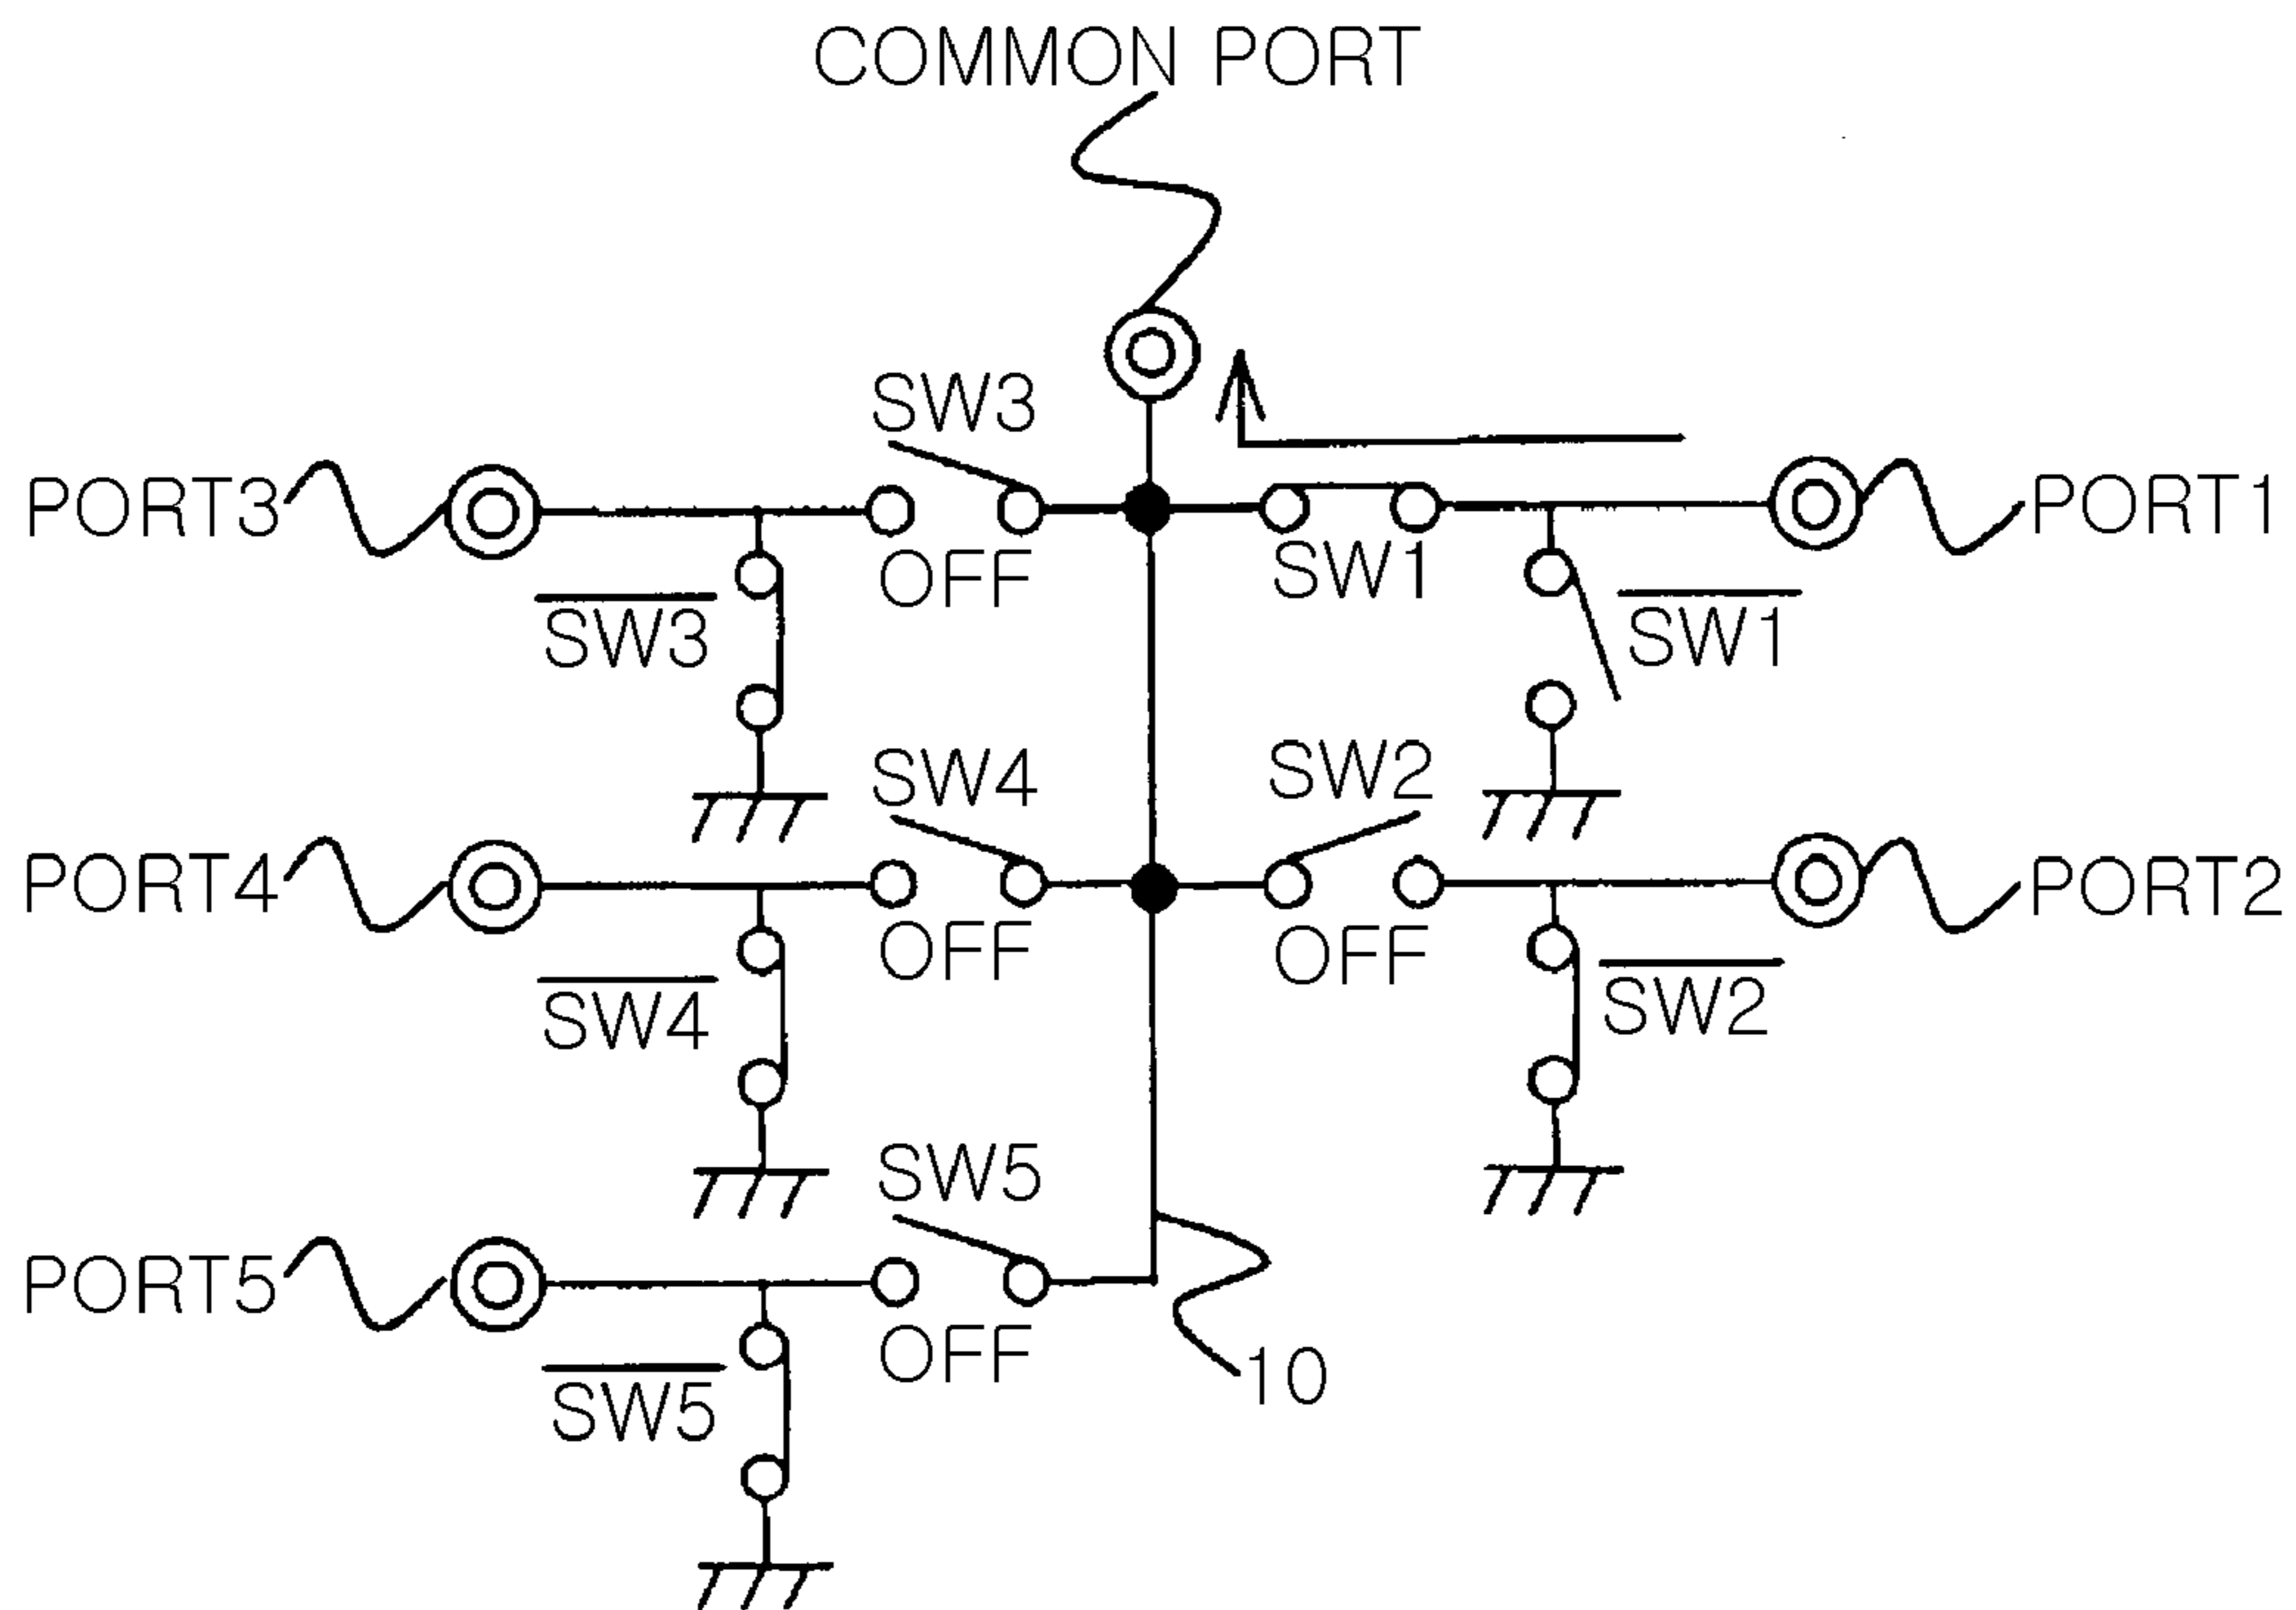 COMMON PORT
SW3
PORT3
PORT1
OFF
SW1
SW3
SW1
SW4
SW2
PORT4
PORT2
OFF
OFF
SW4
SW2
SW5
PORT5
OFF
10
SW5